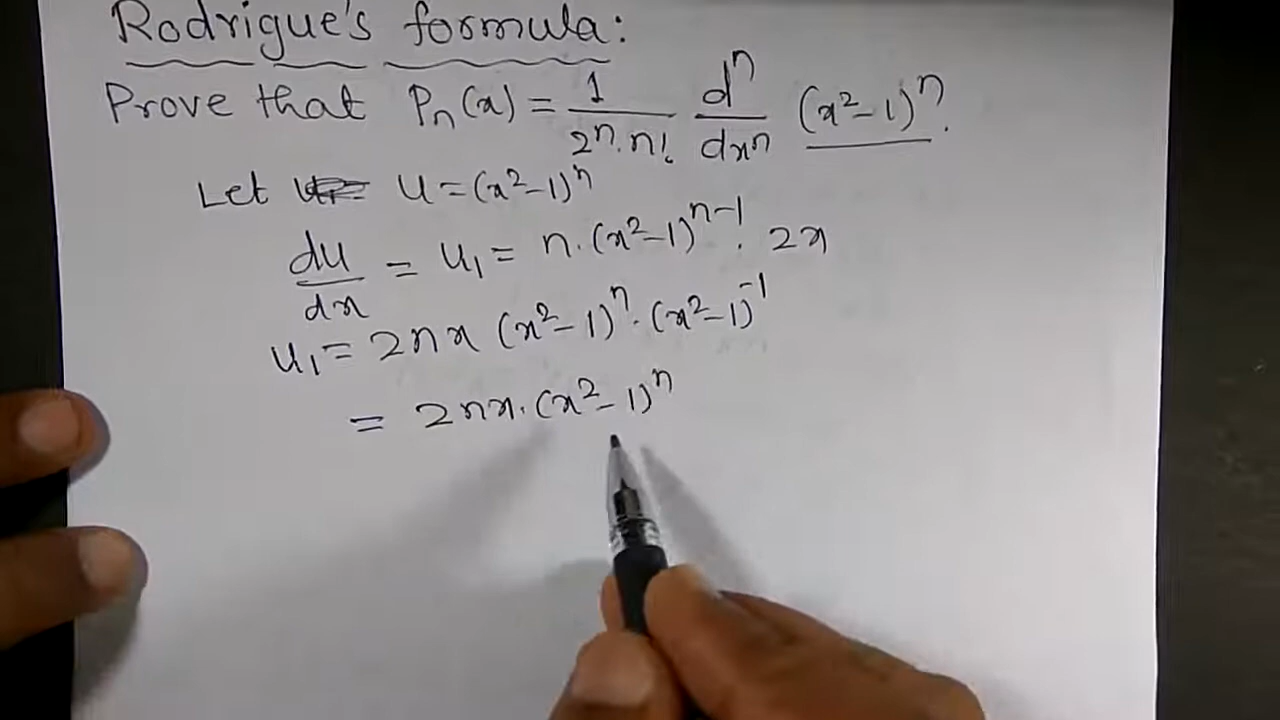 Rodrigue's formula:
Prove that Pn(x) = 1/(2^n · n!) d^n/dx^n (x²-1)^n.
Let u = (x²-1)^n
du/dx = u₁ = n·(x²-1)^(n-1) · 2x
u₁ = 2nx (x²-1)^n · (x²-1)^-1
= 2nx·(x²-1)^n